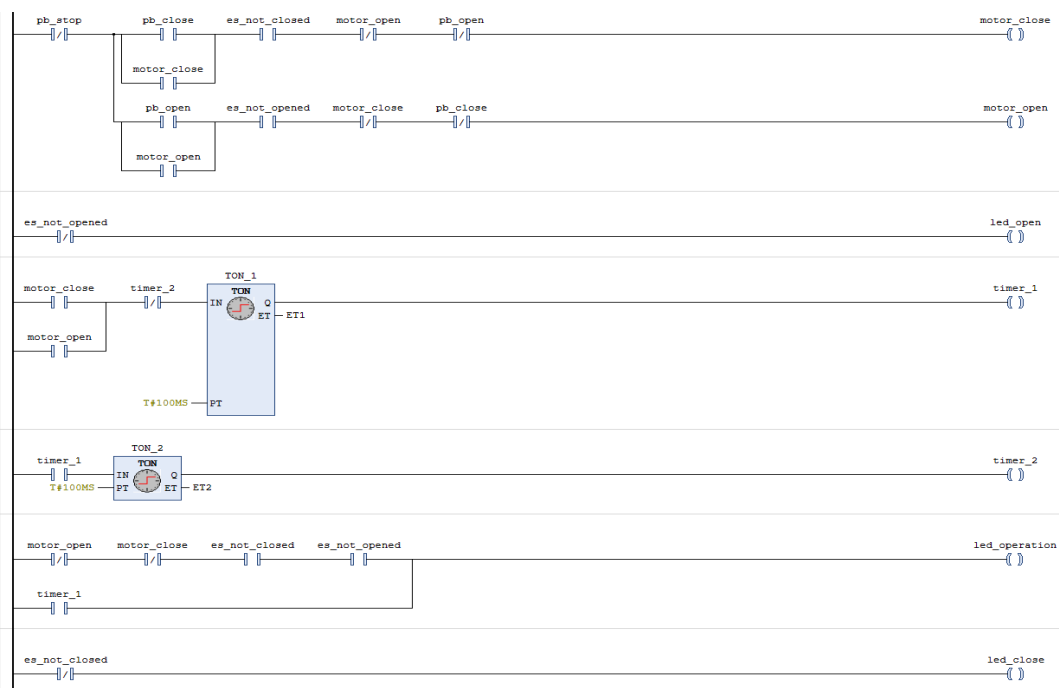 pb_stop pb_close es_not_closed motor_open pb_open motor_close
motor_close
pb_open es_not_opened motor_close pb_close motor_open
motor_open
es_not_opened led_open
TON_1
motor_close timer_2 TON timer_1
IN Q
ET ET1
motor_open
T#100MS PT
TON_2
timer_1 TON timer_2
IN Q
T#100MS PT ET ET2
motor_open motor_close es_not_closed es_not_opened led_operation
timer_1
es_not_closed led_close